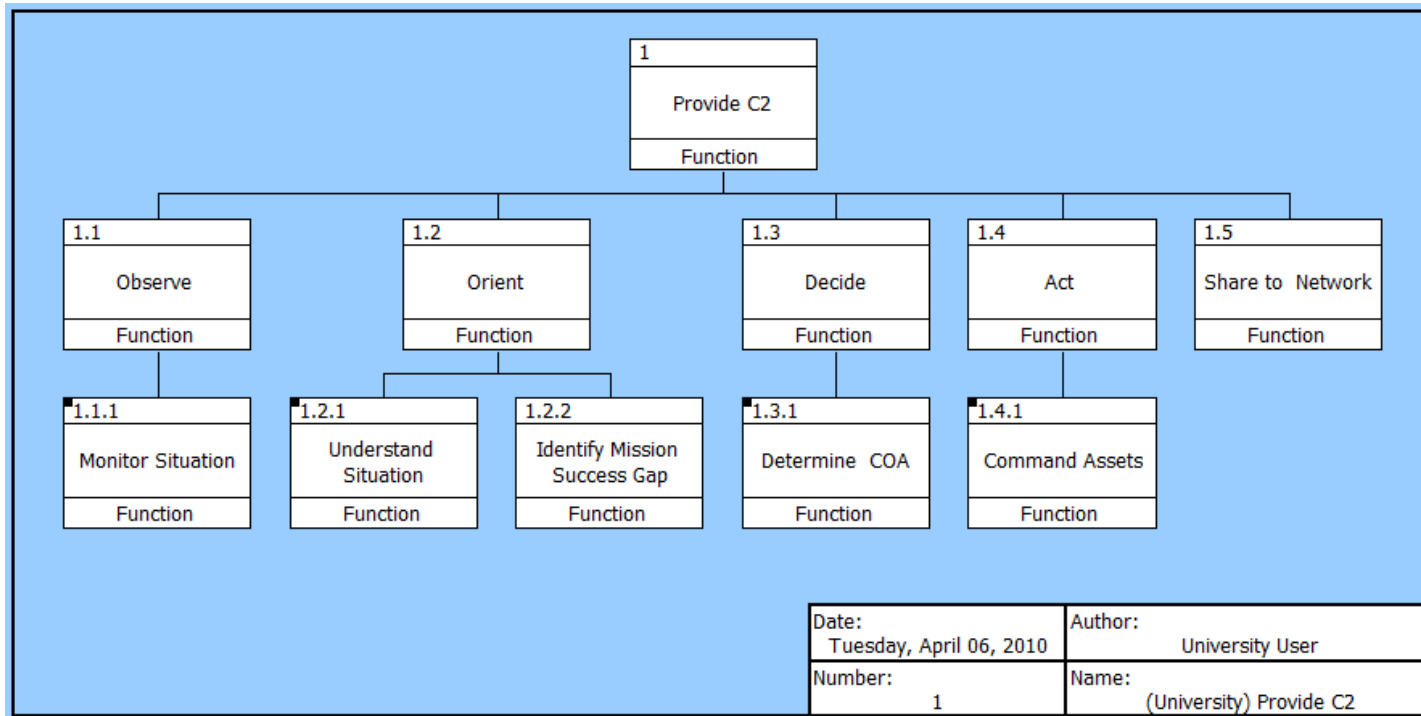 1
Provide C2
Function
1.1
Observe
Function
1.2
Orient
Function
1.3
Decide
Function
1.4
Act
Function
1.5
Share to  Network
Function
1.1.1
Monitor Situation
Function
1.2.1
Understand
Situation
Function
1.2.2
Identify Mission
Success Gap
Function
1.3.1
Determine  COA
Function
1.4.1
Command Assets
Function
Date:
Tuesday, April 06, 2010
Author:
University User
Number:
1
Name:
(University) Provide C2